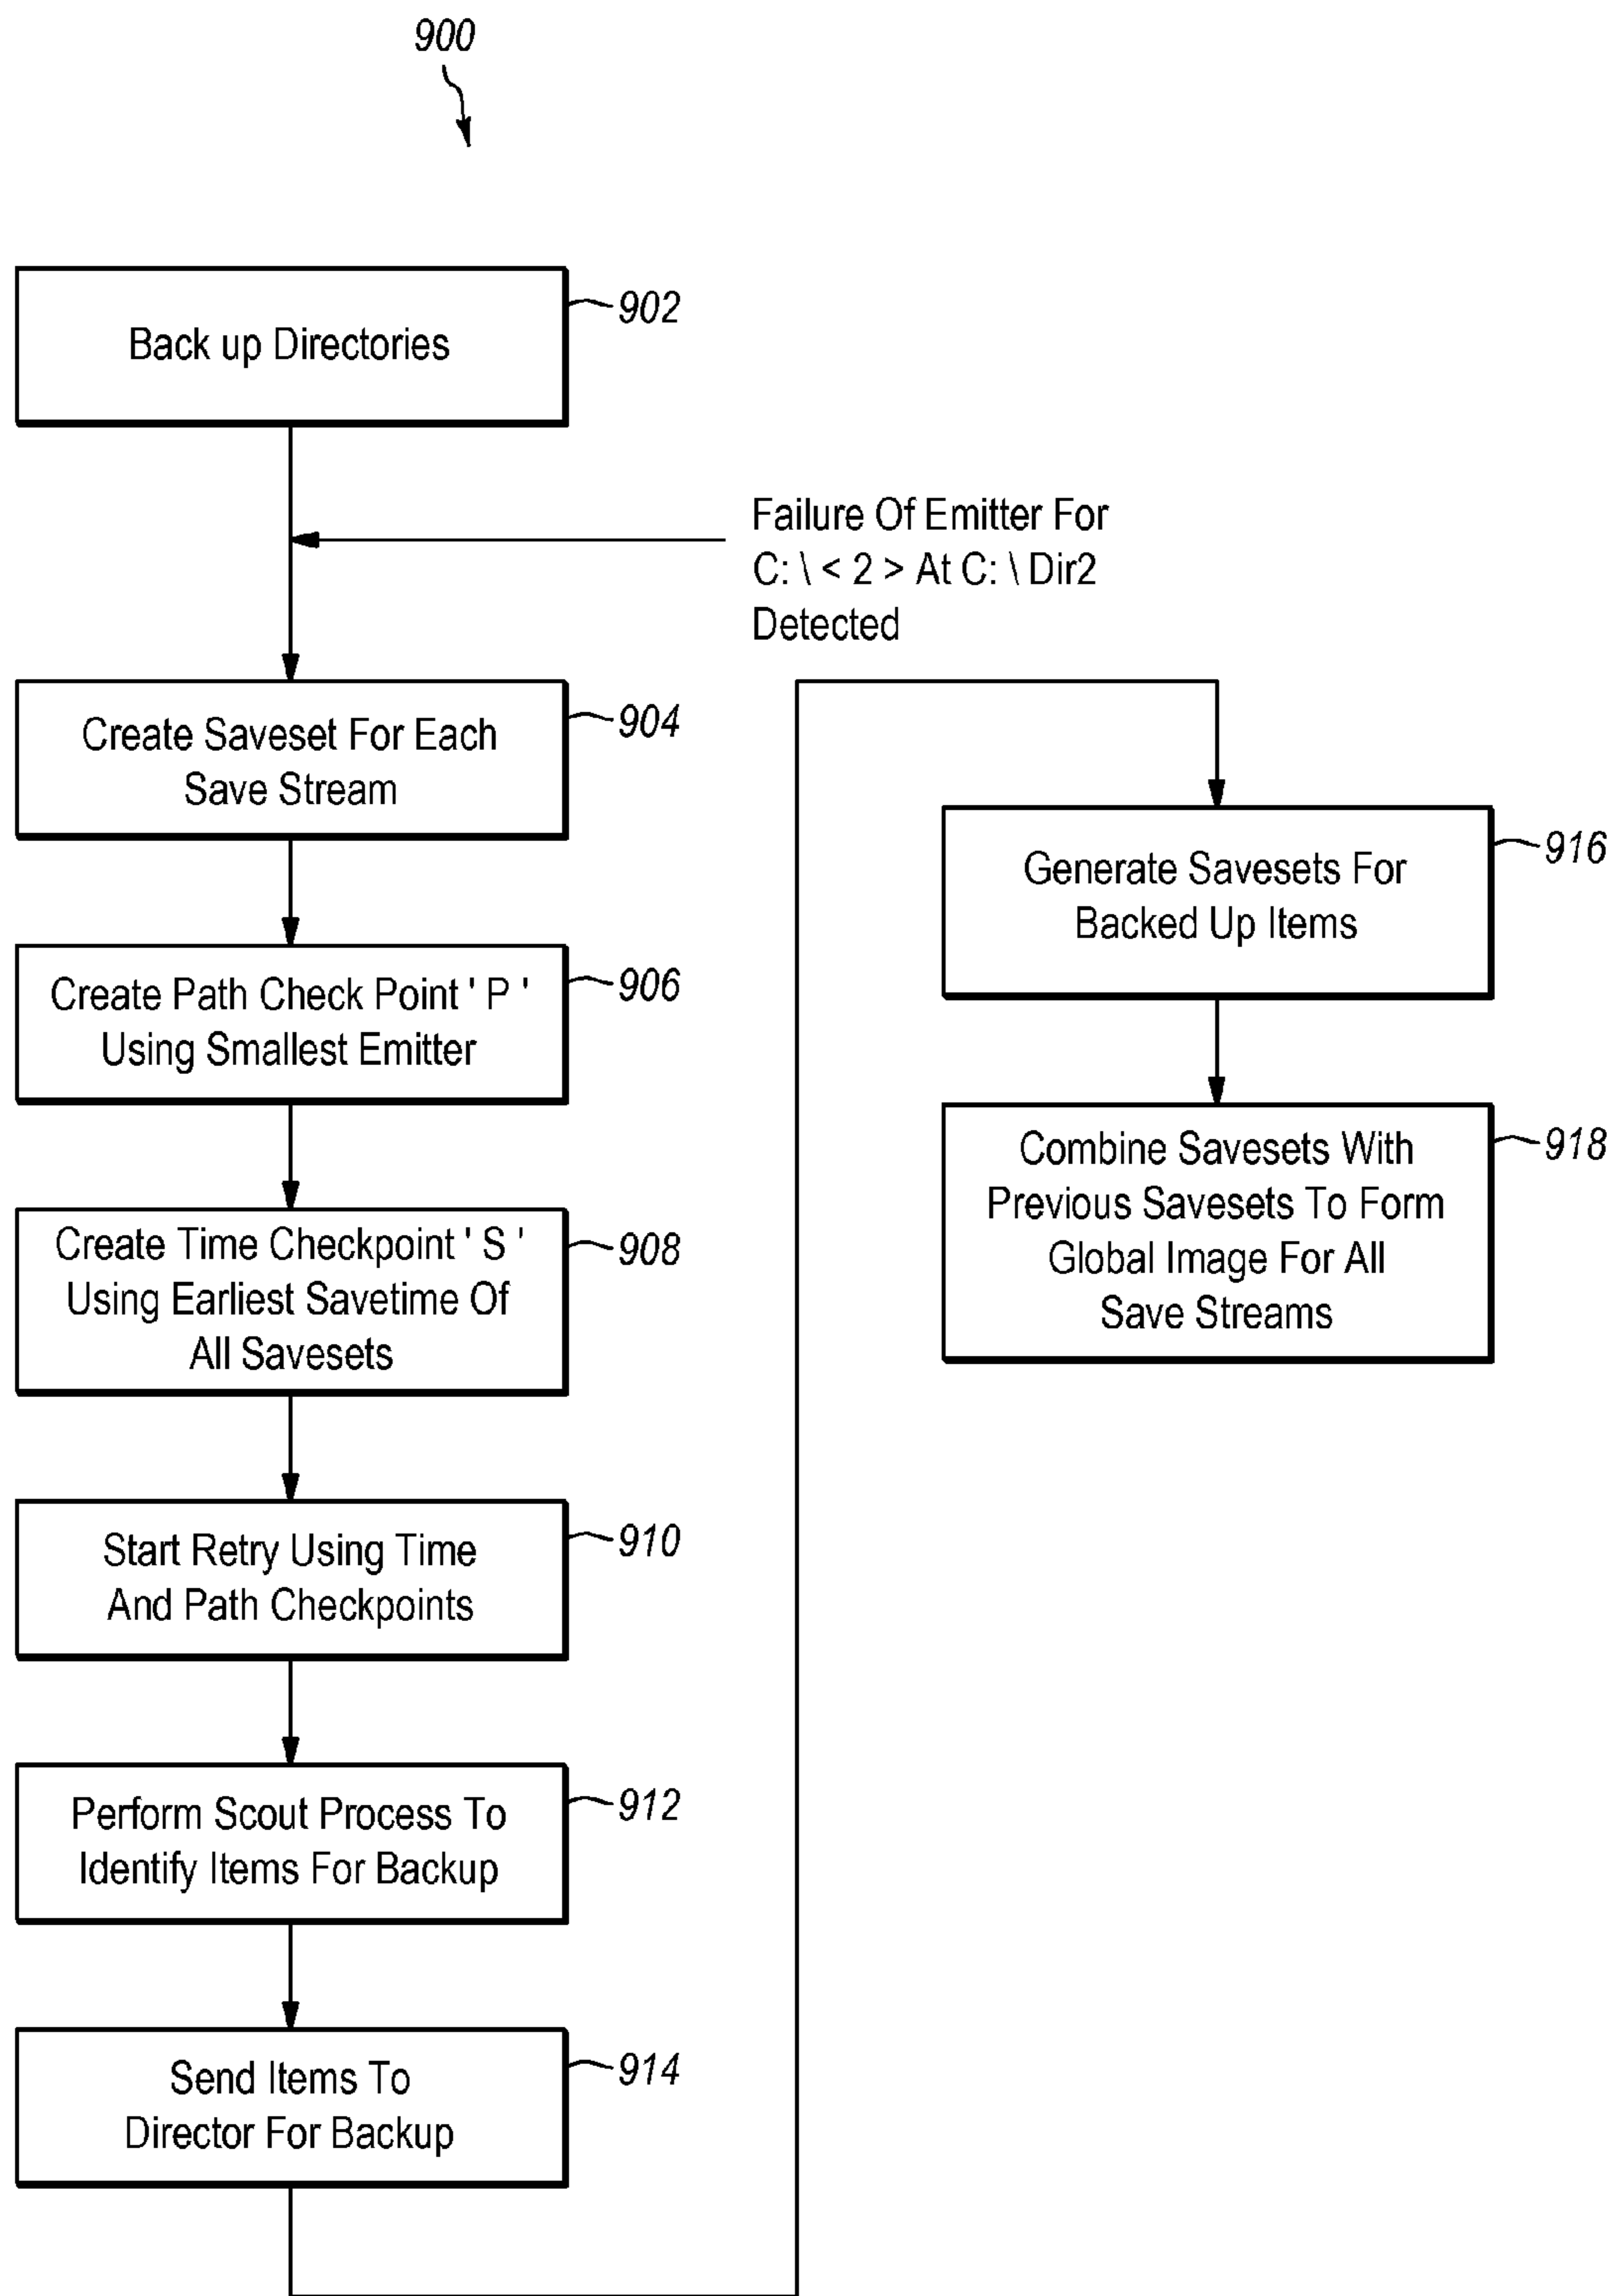 900
Back up Directories
902
Failure Of Emitter For
C: \ < 2 > At C: \ Dir2
Detected
Create Saveset For Each
Save Stream
904
Create Path Check Point ' P '
Using Smallest Emitter
906
Create Time Checkpoint ' S '
Using Earliest Savetime Of
All Savesets
908
Start Retry Using Time
And Path Checkpoints
910
Perform Scout Process To
Identify Items For Backup
912
Send Items To
Director For Backup
914
Generate Savesets For
Backed Up Items
916
Combine Savesets With
Previous Savesets To Form
Global Image For All
Save Streams
918